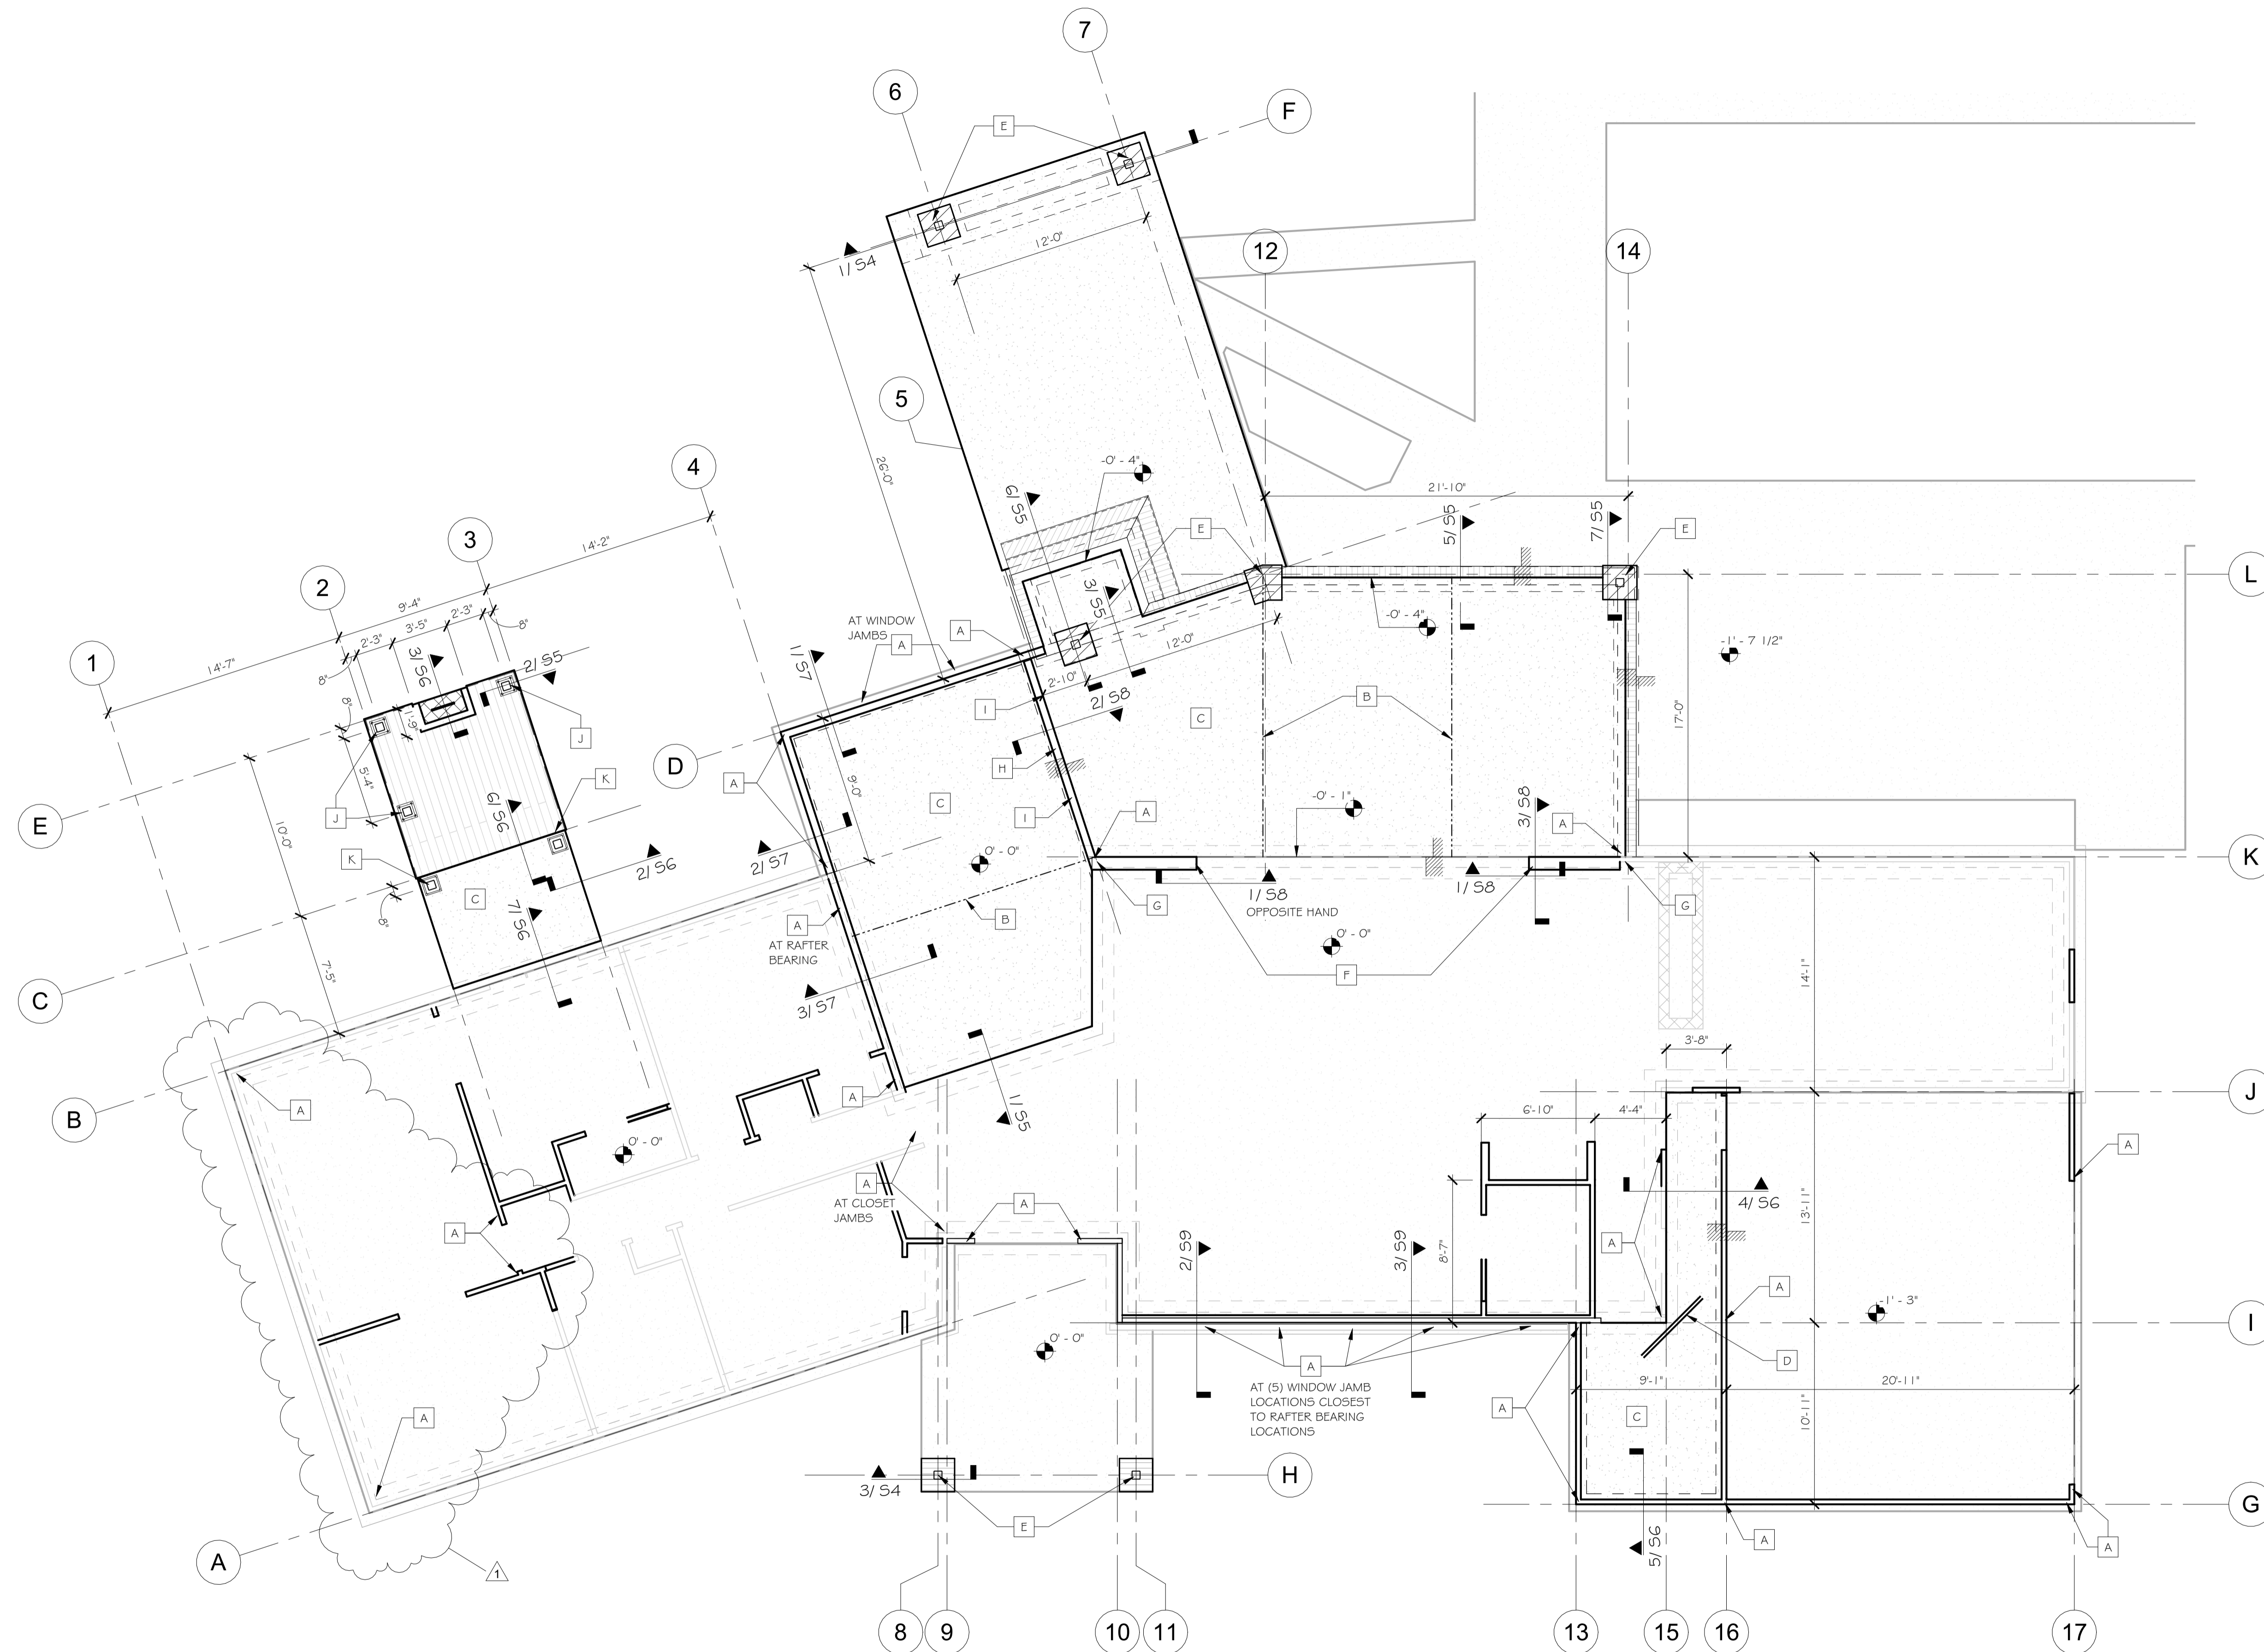 7
6
F
E
12
14
1/ S4
12'-0"
5
4
26'-0"
-0' - 4"
6/ S5
21'-10"
5/ S5
7/ S5
E
E
14'-2"
3
9'-4"
2
2'-3"
3'-5"
2'-3"
8"
14'-7"
1
8"
3/ S6
2/ S5
8"
1'-9"
J
L
AT WINDOW
JAMBS
A
A
3/ S5
12'-0"
-0' - 4"
-1' - 7 1/2"
1/ S7
2'-10"
I
2/ S8
C
B
17'-0"
D
A
H
9'-0"
C
5'-4"
K
J
6/ S6
E
10'-0"
I
-0' - 1"
A
3/ S8
A
2/ S7
0' - 0"
2/ S6
K
K
8"
C
C
1/ S8
OPPOSITE HAND
1/ S8
G
G
B
7/ S6
A
AT RAFTER
BEARING
0' - 0"
F
7'-5"
3/ S7
14'-1"
3'-8"
B
A
A
1/ S5
J
6'-10"
4'-4"
0' - 0"
A
A
AT CLOSET
JAMBS
A
4/ S6
13'-11"
A
A
2/ S9
3/ S9
8'-7"
A
-1' - 3"
I
0' - 0"
A
D
AT (5) WINDOW JAMB
LOCATIONS CLOSEST
TO RAFTER BEARING
LOCATIONS
9'-1"
20'-11"
A
C
10'-11"
A
3/ S4
H
E
G
A
A
5/ S6
A
1
8
9
10
11
13
15
16
17